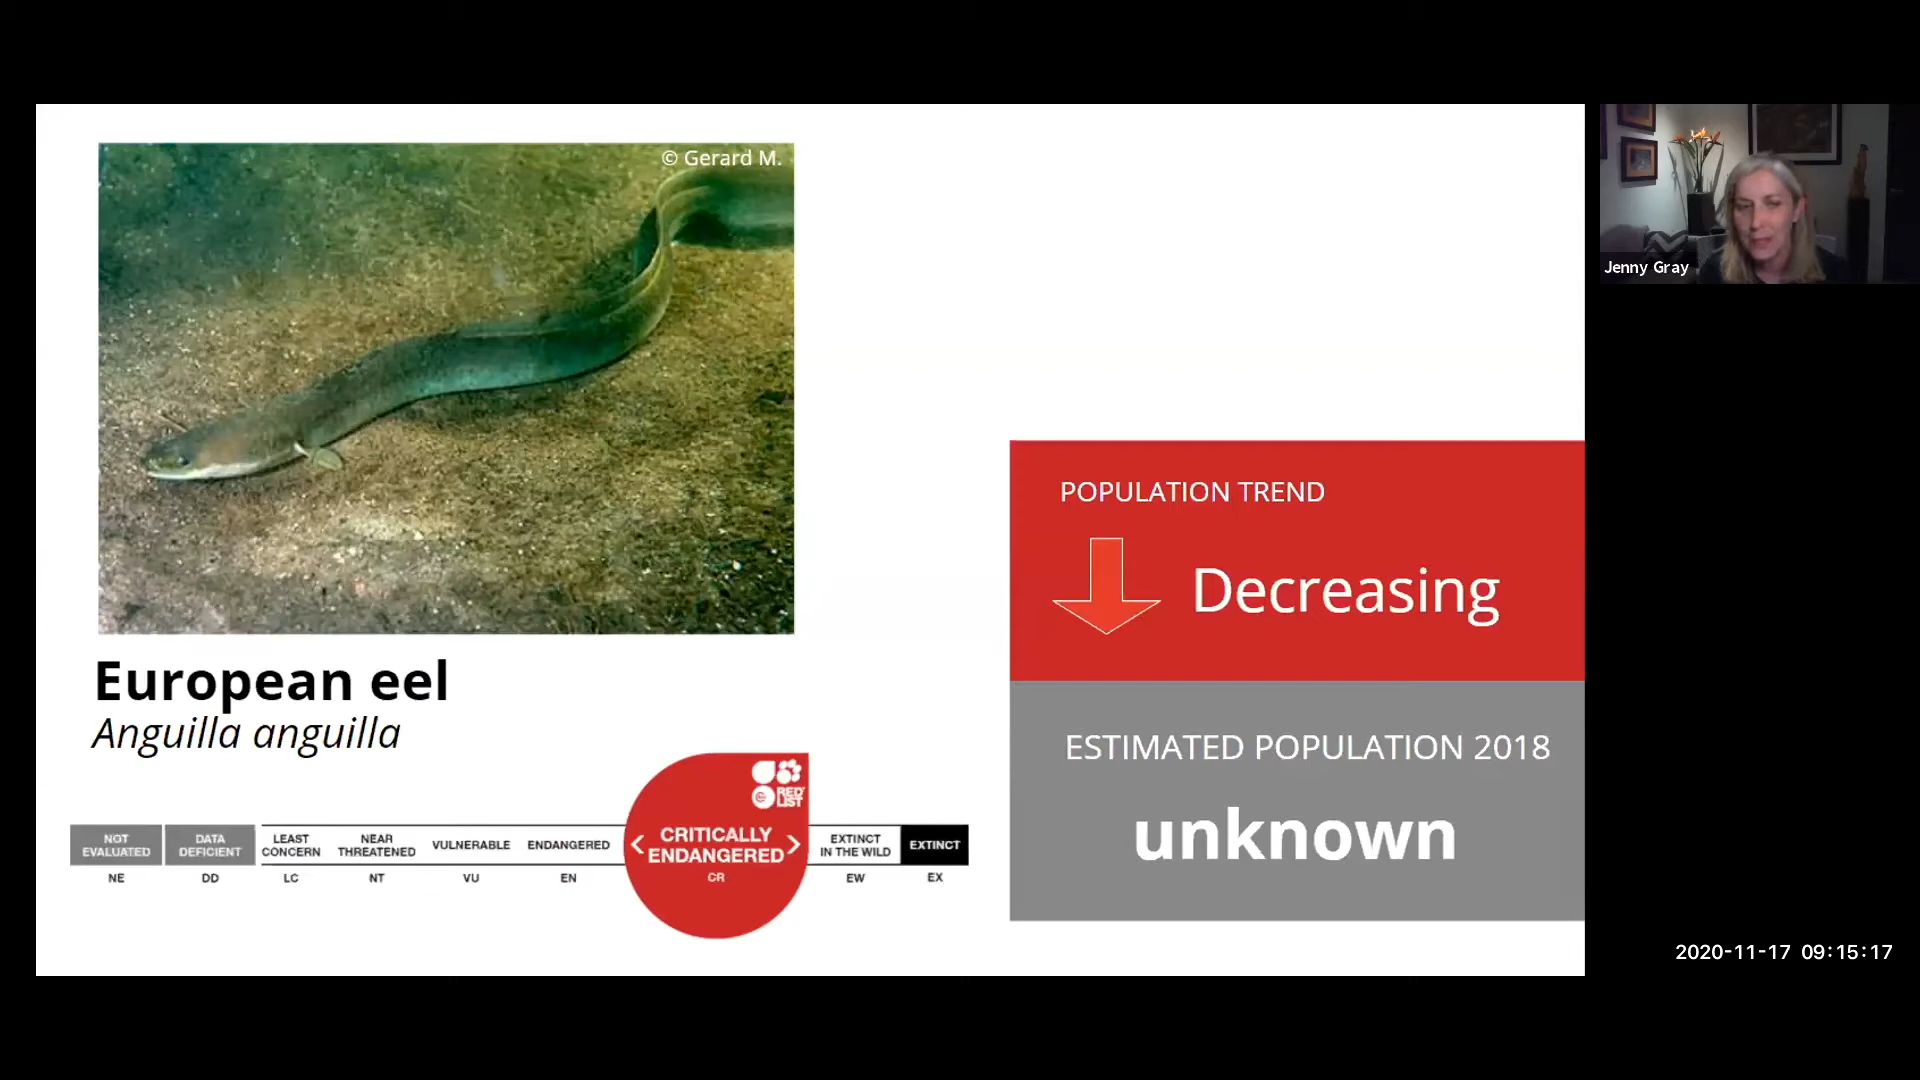 © Gerard M.
Jenny Gray
European eel
Anguilla anguilla
POPULATION TREND
Decreasing
ESTIMATED POPULATION 2018
unknown
RED
LIST
NOT
EVALUATED
NE
DATA
DEFICIENT
DD
LEAST
CONCERN
LC
NEAR
THREATENED
NT
VULNERABLE
VU
ENDANGERED
EN
< CRITICALLY
ENDANGERED >
CR
EXTINCT
IN THE WILD
EW
EXTINCT
EX
2020-11-17 09:15:17